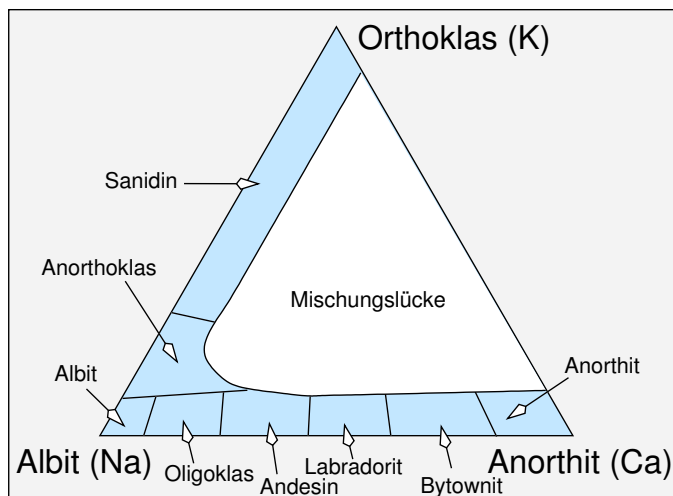 Orthoklas (K)
Sanidin
Anorthoklas
Mischungslücke
Albit
Anorthit
Albit (Na)
Oligoklas
Andesin
Labradorit
Bytownit
Anorthit (Ca)